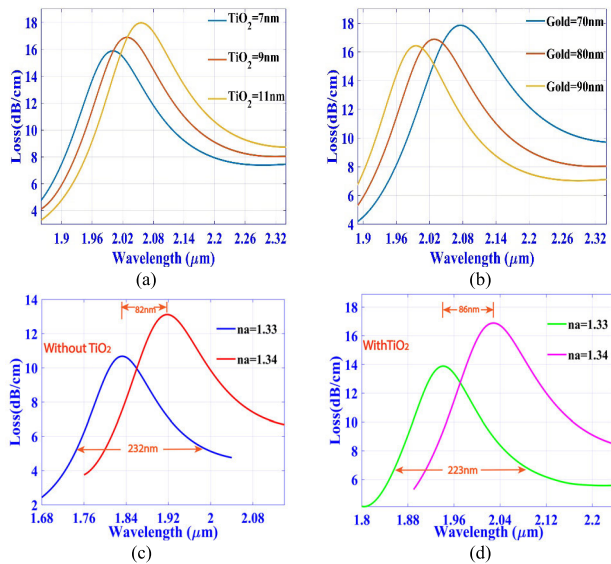 18
16
14
12
10
8
6
4
Loss(dB/cm)
TiO2=7nm
TiO2=9nm
TiO2=11nm
1.9 1.96 2.02 2.08 2.14 2.2 2.26 2.32
Wavelength (μm)
(a)
18
16
14
12
10
8
6
4
Loss(dB/cm)
Gold=70nm
Gold=80nm
Gold=90nm
1.9 1.96 2.02 2.08 2.14 2.2 2.26 2.32
Wavelength (μm)
(b)
14
12
10
8
6
4
2
Loss(dB/cm)
82nm
Without TiO2
na=1.33
na=1.34
232nm
1.68 1.76 1.84 1.92 2 2.08
Wavelength (μm)
(c)
18
16
14
12
10
8
6
Loss(dB/cm)
86nm
WithTiO2
na=1.33
na=1.34
223nm
1.8 1.88 1.96 2.04 2.12 2.2
Wavelength (μm)
(d)